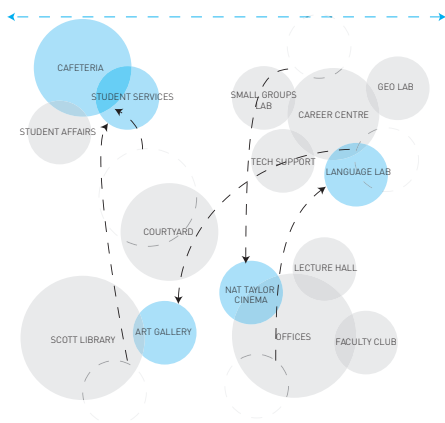 CAFETERIA
STUDENT SERVICES
STUDENT AFFAIRS
SMALL GROUPS
LAB
GEO LAB
CAREER CENTRE
TECH SUPPORT
LANGUAGE LAB
COURTYARD
LECTURE HALL
NAT TAYLOR
CINEMA
ART GALLERY
SCOTT LIBRARY
OFFICES
FACULTY CLUB